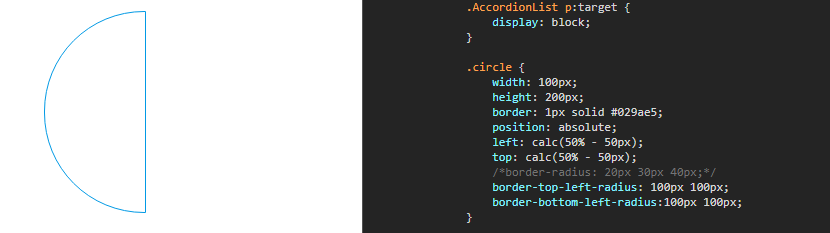 .AccordionList p:target {
display: block;
}
.circle {
width: 100px;
height: 200px;
border: 1px solid #029ae5;
position: absolute;
left: calc(50% - 50px);
top: calc(50% - 50px);
/*border-radius: 20px 30px 40px;*/
border-top-left-radius: 100px 100px;
border-bottom-left-radius:100px 100px;
}